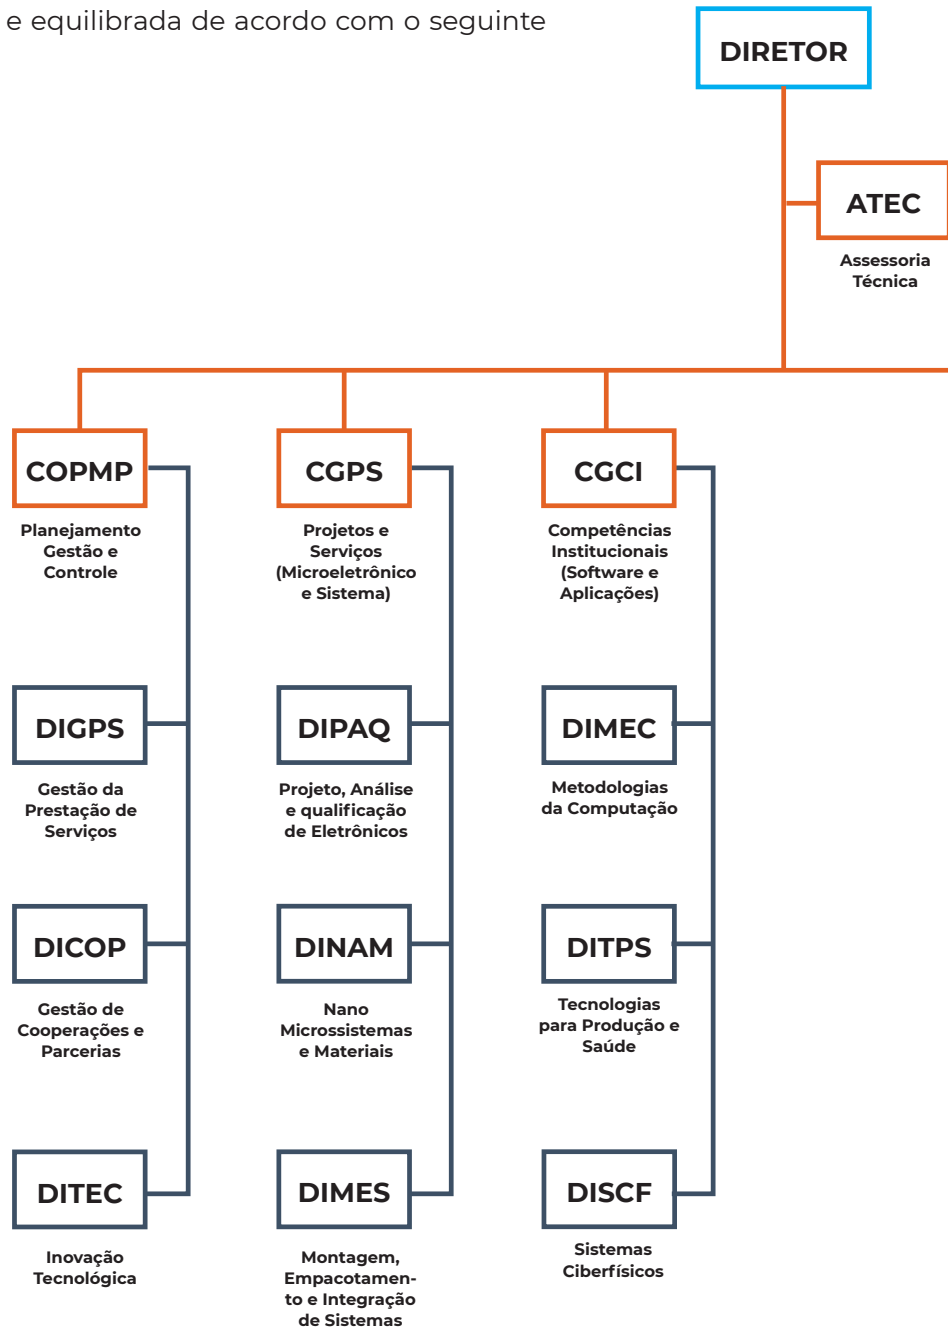 e equilibrada de acordo com o seguinte
DIRETOR
ATEC
Assessoria
Técnica
COPMP
Planejamento
Gestão e
Controle
CGPS
Projetos e
Serviços
(Microeletrônico
e Sistema)
CGCI
Competências
Institucionais
(Software e
Aplicações)
DIGPS
Gestão da
Prestação de
Serviços
DIPAQ
Projeto, Análise
e qualificação
de Eletrônicos
DIMEC
Metodologias
da Computação
DICOP
Gestão de
Cooperações e
Parcerias
DINAM
Nano
Microssistemas
e Materiais
DITPS
Tecnologias
para Produção e
Saúde
DITEC
Inovação
Tecnológica
DIMES
Montagem,
Empacotamen-
to e Integração
de Sistemas
DISCF
Sistemas
Ciberfísicos